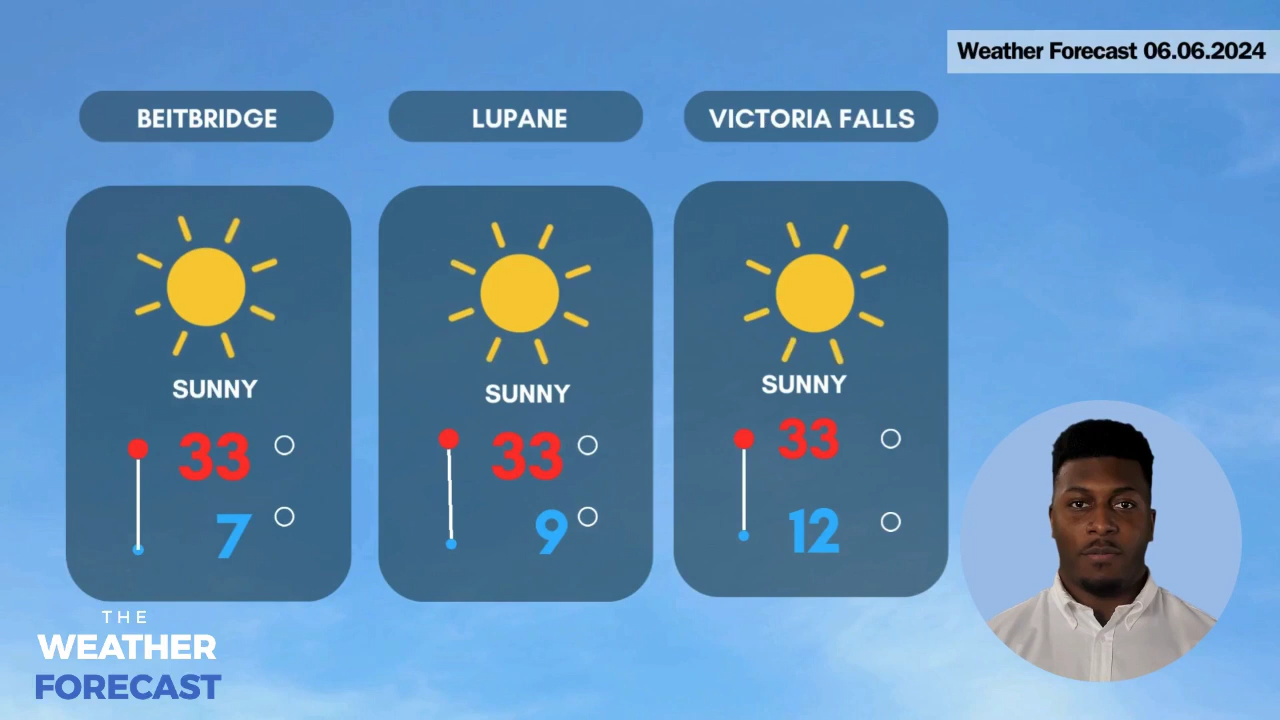 Weather Forecast 06.06.2024
BEITBRIDGE
LUPANE
VICTORIA FALLS
SUNNY
33
7
SUNNY
33
9
SUNNY
33
12
THE
WEATHER
FORECAST